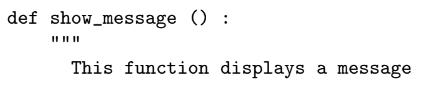 def show_message () :
    """
      This function displays a message